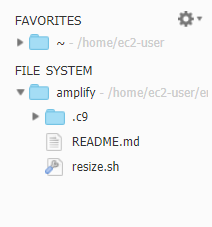 FAVORITES
~ - /home/ec2-user
FILE SYSTEM
amplify - /home/ec2-user/
.c9
README.md
resize.sh